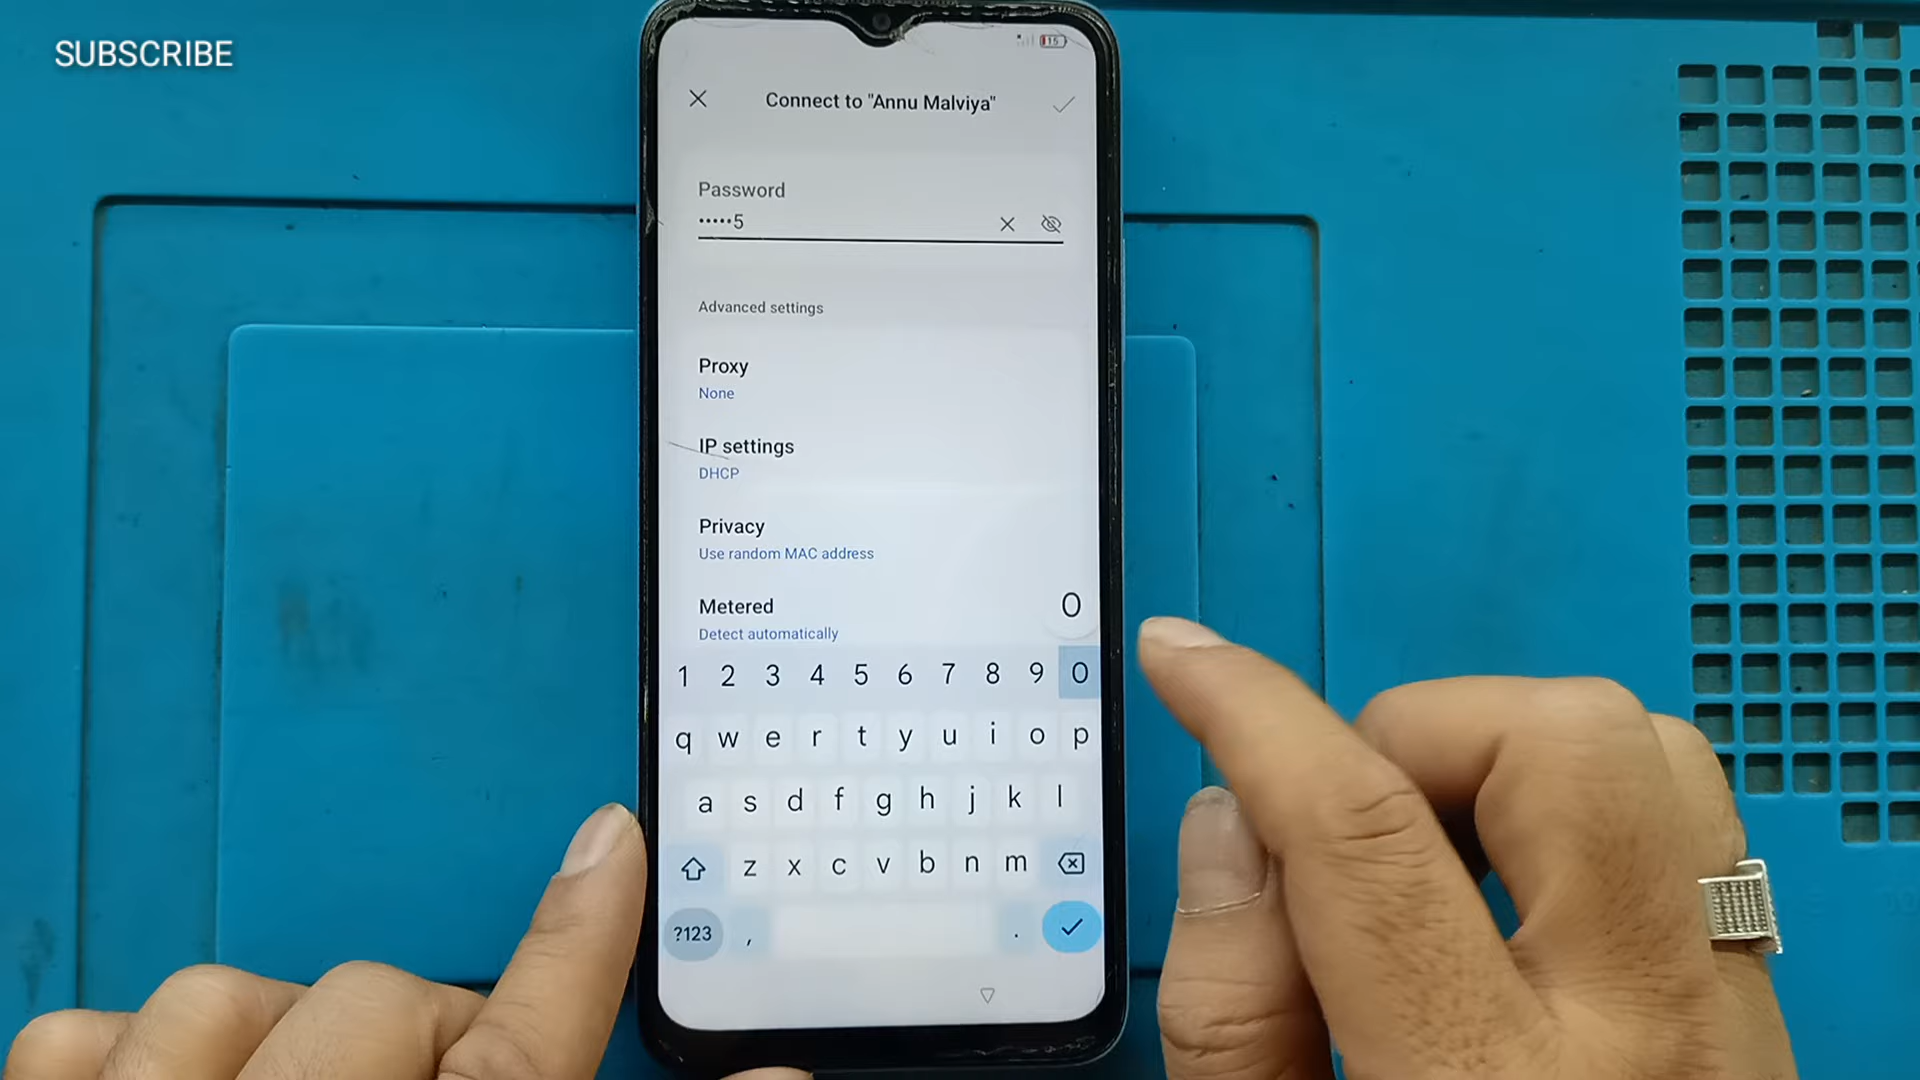 SUBSCRIBE
15
Connect to "Annu Malviya"
Password
•••••5
Advanced settings
Proxy
None
IP settings
DHCP
Privacy
Use random MAC address
Metered
Detect automatically
0
1 2 3 4 5 6 7 8 9 0
q w e r t y u i o p
a s d f g h j k l
z x c v b n m
?123 , .